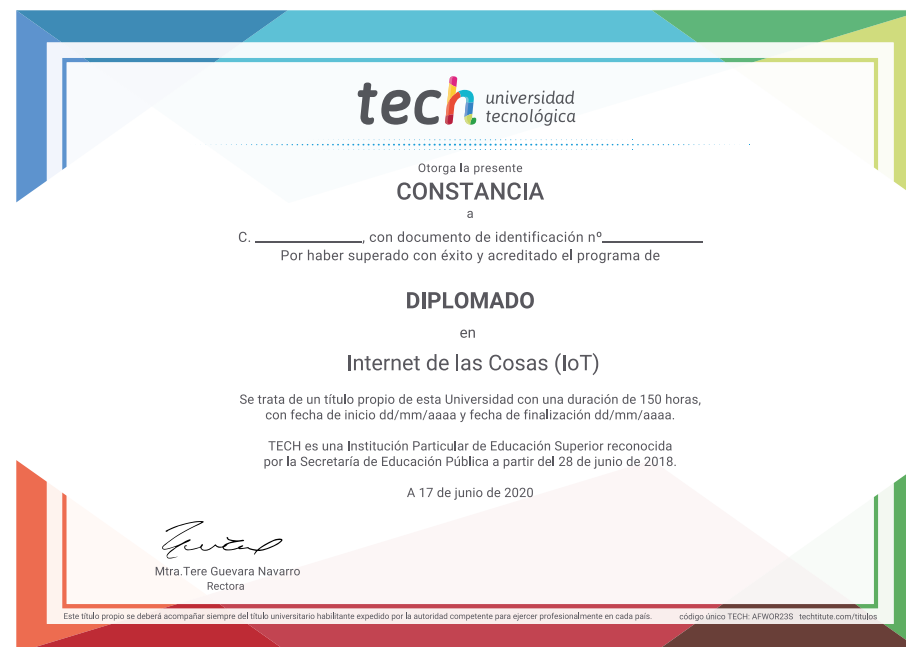 tech universidad
tecnológica
Otorga la presente
CONSTANCIA
a
C. ____________, con documento de identificación nº____________
Por haber superado con éxito y acreditado el programa de
DIPLOMADO
en
Internet de las Cosas (IoT)
Se trata de un título propio de esta Universidad con una duración de 150 horas,
con fecha de inicio dd/mm/aaaa y fecha de finalización dd/mm/aaaa.
TECH es una Institución Particular de Educación Superior reconocida
por la Secretaría de Educación Pública a partir del 28 de junio de 2018.
A 17 de junio de 2020
Mtra.Tere Guevara Navarro
Rectora
Este título propio se deberá acompañar siempre del título universitario habilitante expedido por la autoridad competente para ejercer profesionalmente en cada país. código único TECH: AFWOR23S techtitute.com/titulos